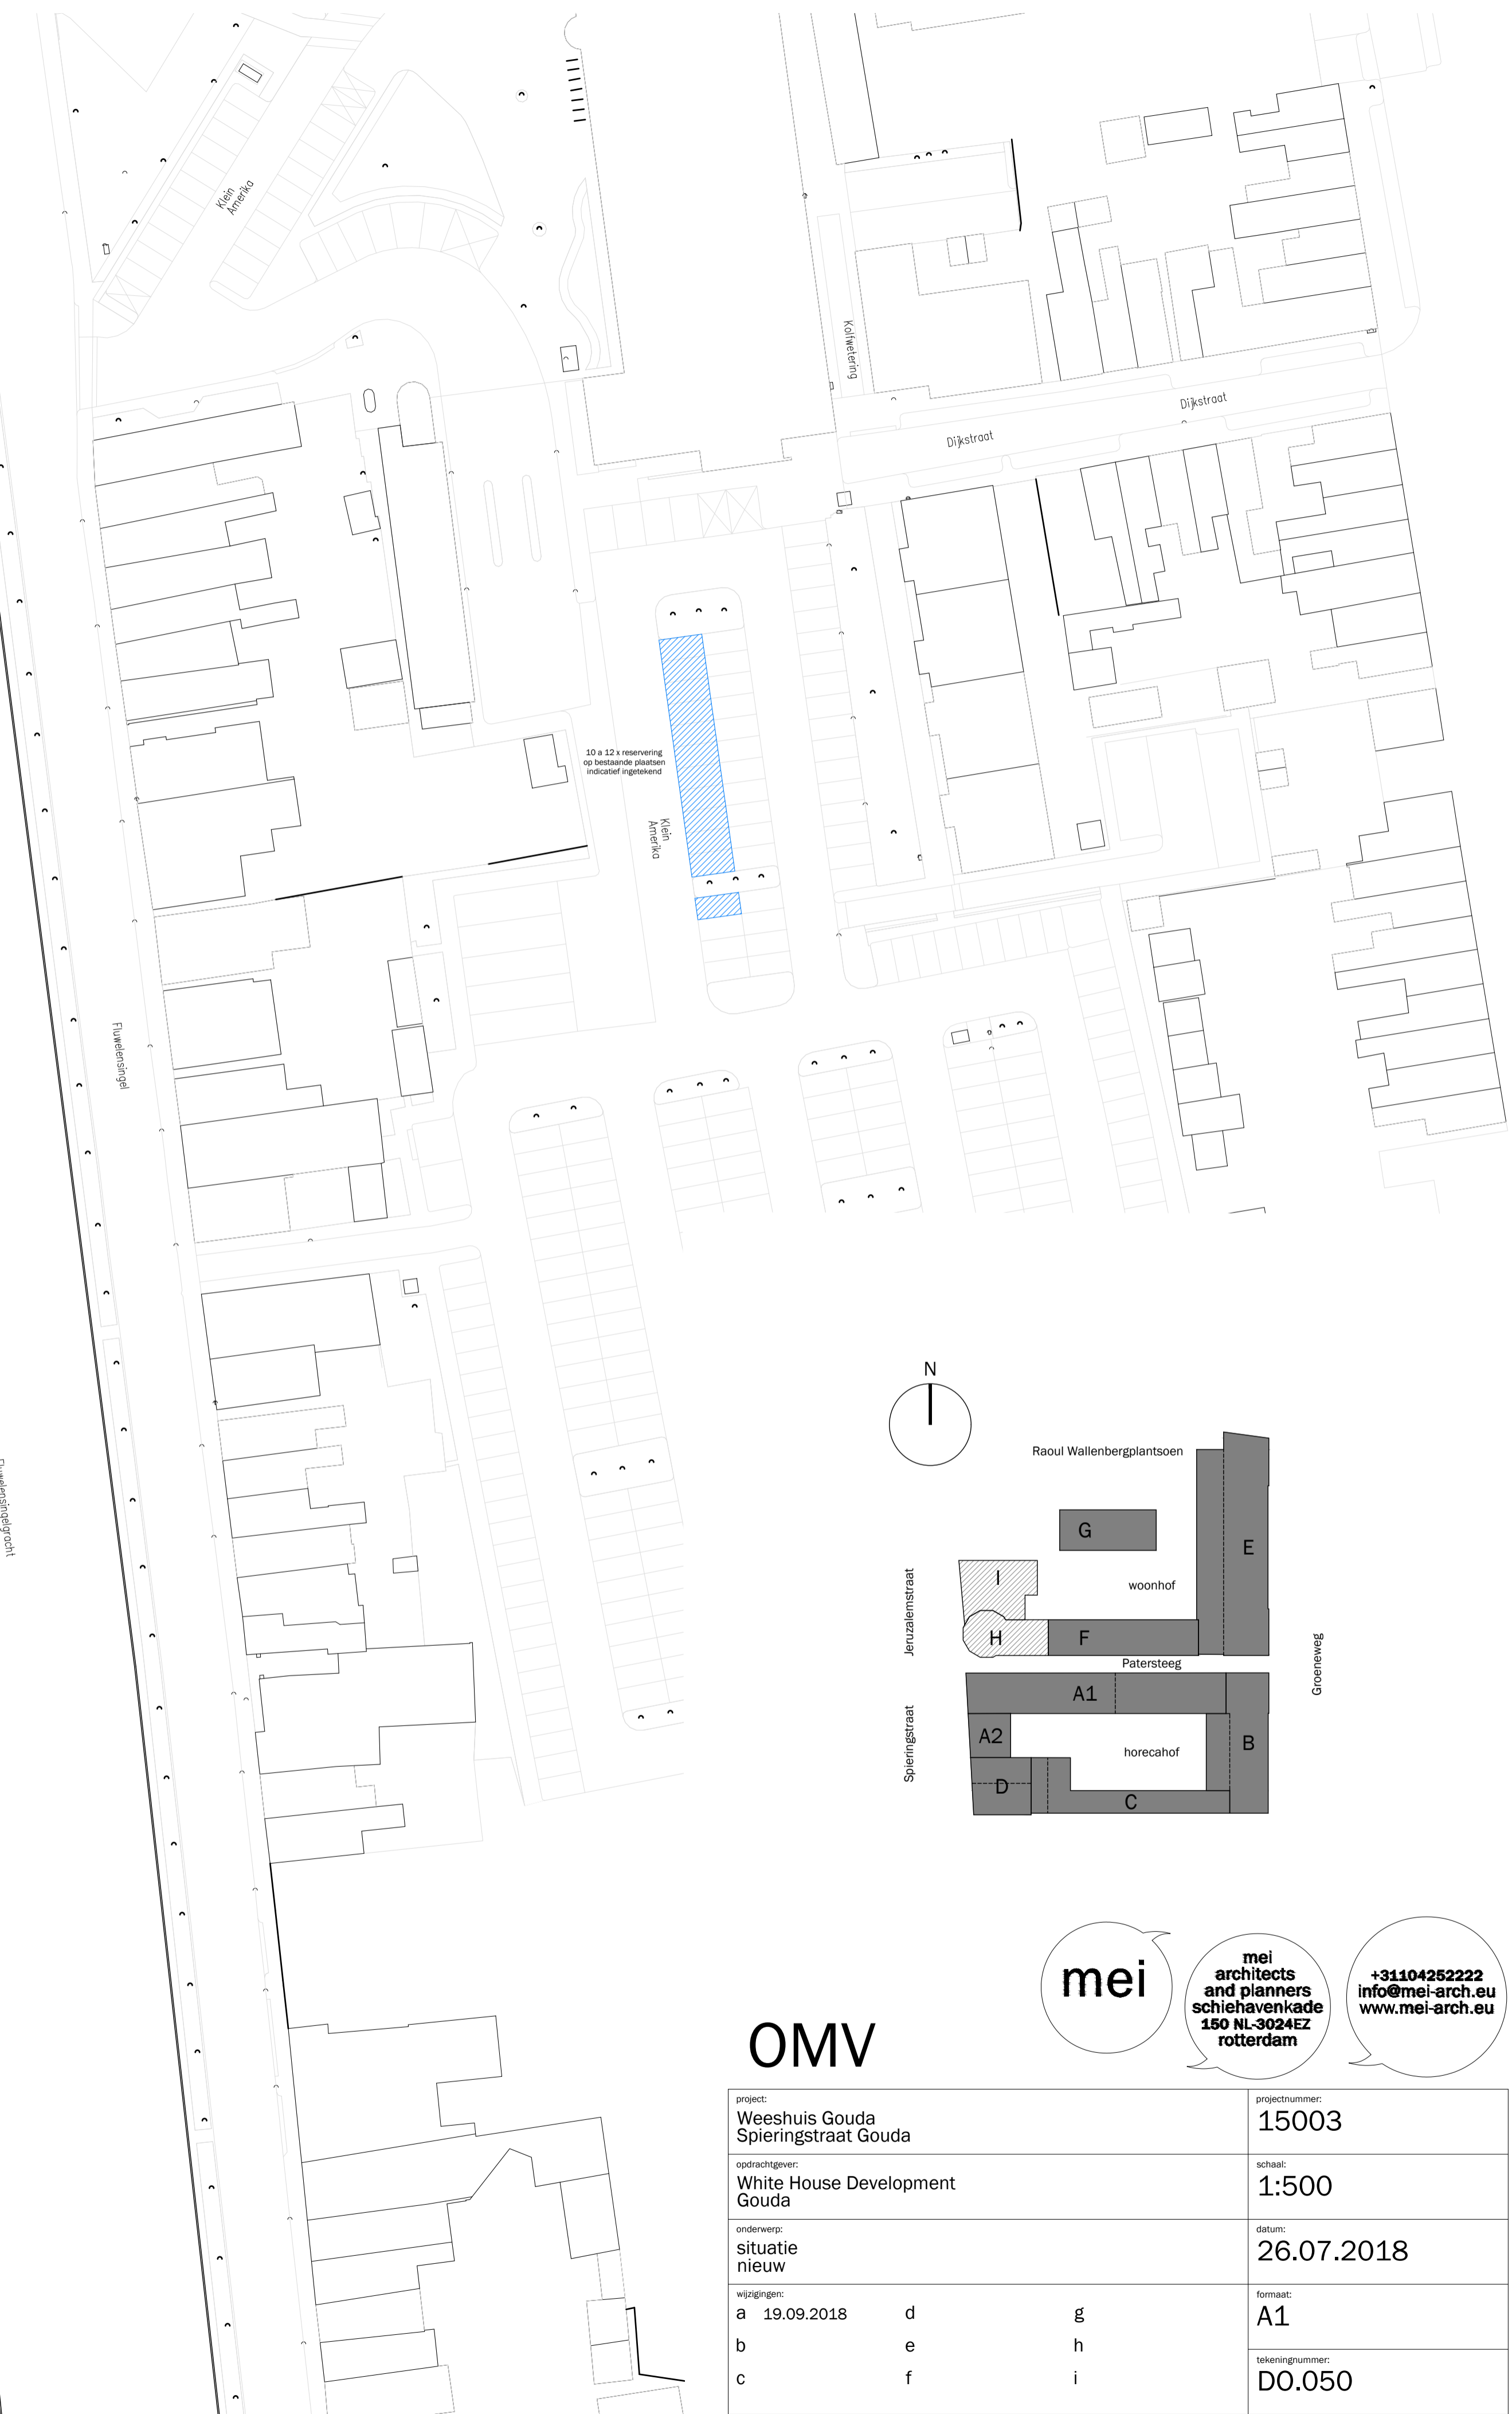 Klein
Amerika
Kolfwetering
Dijkstraat
Dijkstraat
10 a 12 x reservering
op bestaande plaatsen
indicatief ingetekend
Klein
Amerika
Fluwelensingel
Fluwelensingelgracht
N
Raoul Wallenbergplantsoen
G
E
I
woonhof
Jeruzalemstraat
H
F
Patersteeg
Groeneweg
A1
A2
B
Spieringstraat
horecahof
D
C
mei
mei
architects
and planners
schiehavenkade
150 NL-3024EZ
rotterdam
+31104252222
info@mei-arch.eu
www.mei-arch.eu
OMV
project:
Weeshuis Gouda
Spieringstraat Gouda
projectnummer:
15003
opdrachtgever:
White House Development
Gouda
schaal:
1:500
onderwerp:
situatie
nieuw
datum:
26.07.2018
wijzigingen:
a 19.09.2018 d g
b e h
c f i
formaat:
A1
tekeningnummer:
DO.050